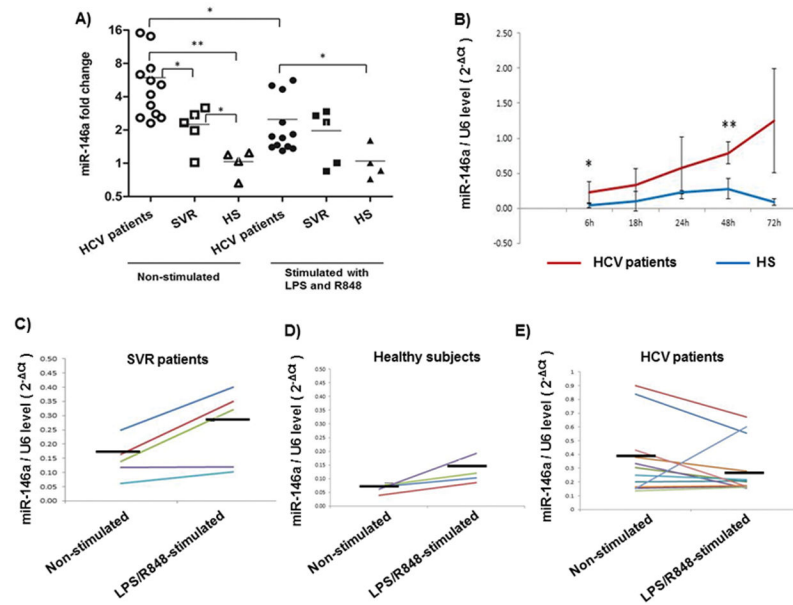 A)
*
**
*
*
*
miR-146a fold change
16
8
4
2
1
0.5
HCV patients
SVR
HS
HCV patients
SVR
HS
Non-stimulated
Stimulated with
LPS and R848
B)
miR-146a / U6 level ( 2-ΔCt )
2.50
2.00
1.50
1.00
0.50
0.00
-0.50
*
**
6h
18h
24h
48h
72h
HCV patients
HS
C)
SVR patients
miR-146a / U6 level ( 2-ΔCt )
0.50
0.45
0.40
0.35
0.30
0.25
0.20
0.15
0.10
0.05
0.00
Non-stimulated
LPS/R848-stimulated
D)
Healthy subjects
miR-146a / U6 level ( 2-ΔCt )
0.50
0.45
0.40
0.35
0.30
0.25
0.20
0.15
0.10
0.05
0.00
Non-stimulated
LPS/R848-stimulated
E)
HCV patients
miR-146a / U6 level ( 2-ΔCt )
1
0.9
0.8
0.7
0.6
0.5
0.4
0.3
0.2
0.1
0
Non-stimulated
LPS/R848-stimulated